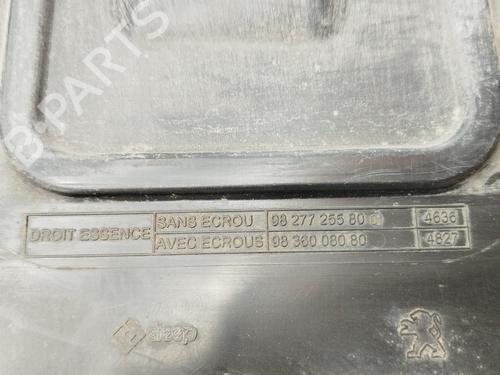 B-PARTS
DROIT ESSENCE
SANS ECROU 98 277 255 80 4636
AVEC ECROUS 98 360 080 80 4827